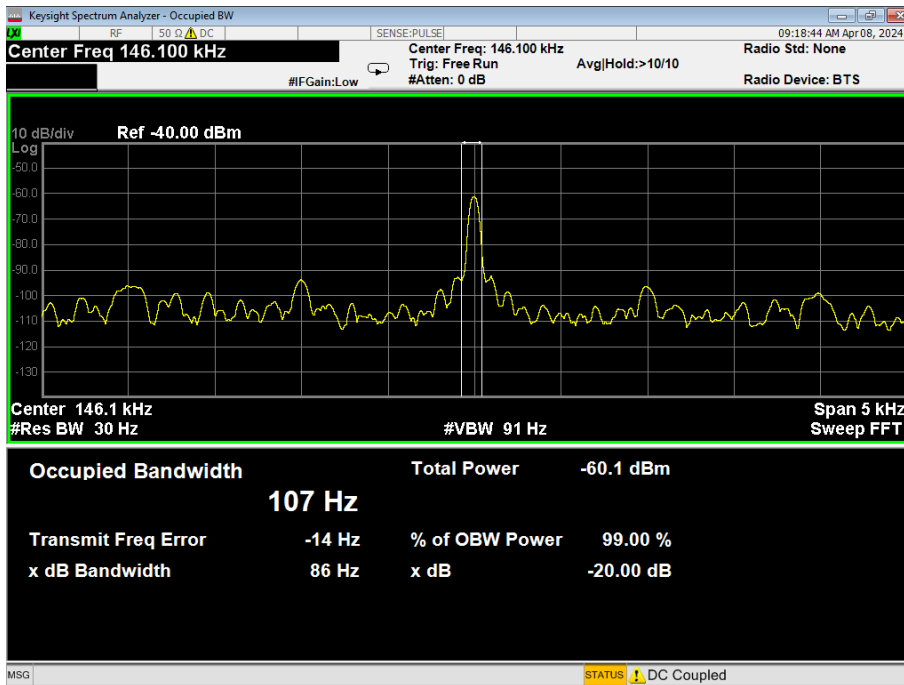 Keysight Spectrum Analyzer - Occupied BW
LXI RF 50 Ω DC SENSE:PULSE 09:18:44 AM Apr 08, 2024
Center Freq 146.100 kHz
Center Freq: 146.100 kHz
Radio Std: None
Trig: Free Run
Avg|Hold:>10/10
#IFGain:Low
#Atten: 0 dB
Radio Device: BTS
10 dB/div Ref -40.00 dBm
Log
-50.0
-60.0
-70.0
-80.0
-90.0
-100
-110
-120
-130
Center 146.1 kHz Span 5 kHz
#Res BW 30 Hz #VBW 91 Hz Sweep FFT
Occupied Bandwidth Total Power -60.1 dBm
107 Hz
Transmit Freq Error -14 Hz % of OBW Power 99.00 %
x dB Bandwidth 86 Hz x dB -20.00 dB
MSG STATUS DC Coupled